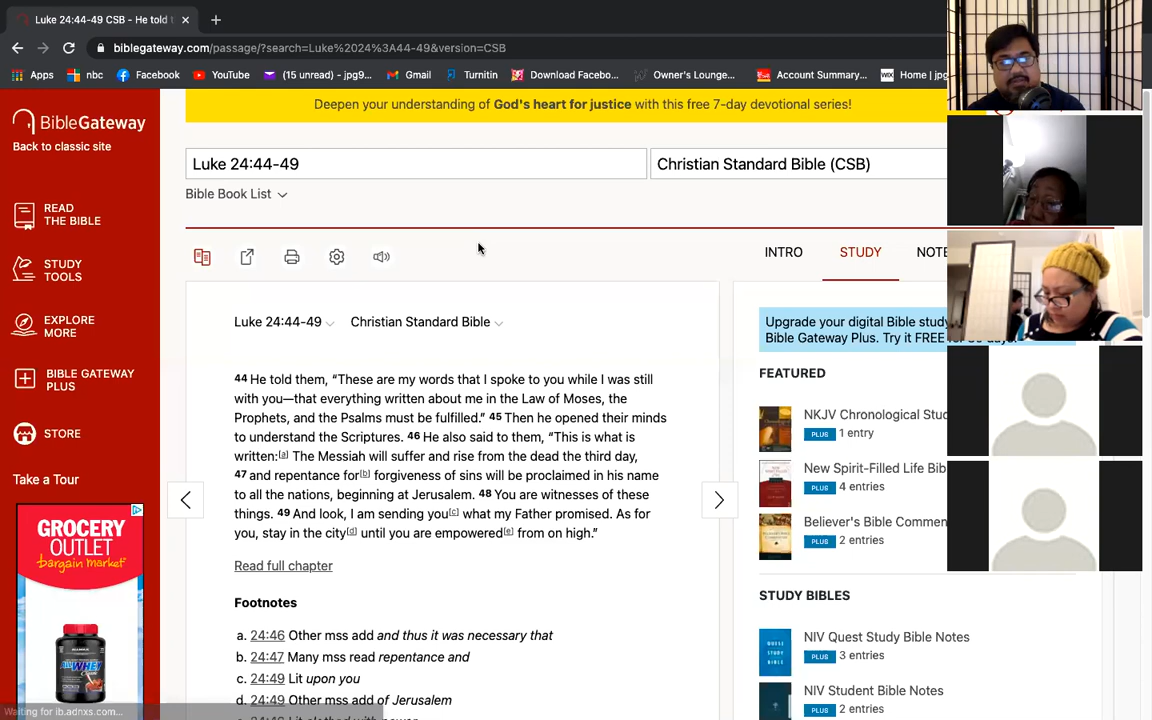 Luke 24:44-49 CSB - He told t
biblegateway.com/passage/?search=Luke%2024%3A44-49&version=CSB
Apps nbc Facebook YouTube (15 unread) - jpg9... Gmail Turnitin Download Facebo... Owner's Lounge... Account Summary... WIX Home | jpg
Deepen your understanding of God's heart for justice with this free 7-day devotional series!
BibleGateway
Back to classic site
Luke 24:44-49
Christian Standard Bible (CSB)
Bible Book List
READ
THE BIBLE
STUDY
TOOLS
EXPLORE
MORE
BIBLE GATEWAY
PLUS
STORE
Take a Tour
GROCERY
OUTLET
bargain market
ALLWHEY
INTRO STUDY NOTE
Luke 24:44-49 Christian Standard Bible
44 He told them, “These are my words that I spoke to you while I was still
with you—that everything written about me in the Law of Moses, the
Prophets, and the Psalms must be fulfilled.” 45 Then he opened their minds
to understand the Scriptures. 46 He also said to them, “This is what is
written:[a] The Messiah will suffer and rise from the dead the third day,
47 and repentance for[b] forgiveness of sins will be proclaimed in his name
to all the nations, beginning at Jerusalem. 48 You are witnesses of these
things. 49 And look, I am sending you[c] what my Father promised. As for
you, stay in the city[d] until you are empowered[e] from on high.”
Read full chapter
Footnotes
a. 24:46 Other mss add and thus it was necessary that
b. 24:47 Many mss read repentance and
c. 24:49 Lit upon you
d. 24:49 Other mss add of Jerusalem
Upgrade your digital Bible study
Bible Gateway Plus. Try it FREE
FEATURED
NKJV Chronological Stud
PLUS 1 entry
New Spirit-Filled Life Bib
PLUS 4 entries
Believer's Bible Commen
PLUS 2 entries
STUDY BIBLES
NIV Quest Study Bible Notes
PLUS 3 entries
NIV Student Bible Notes
PLUS 2 entries
Waiting for ib.adnxs.com...